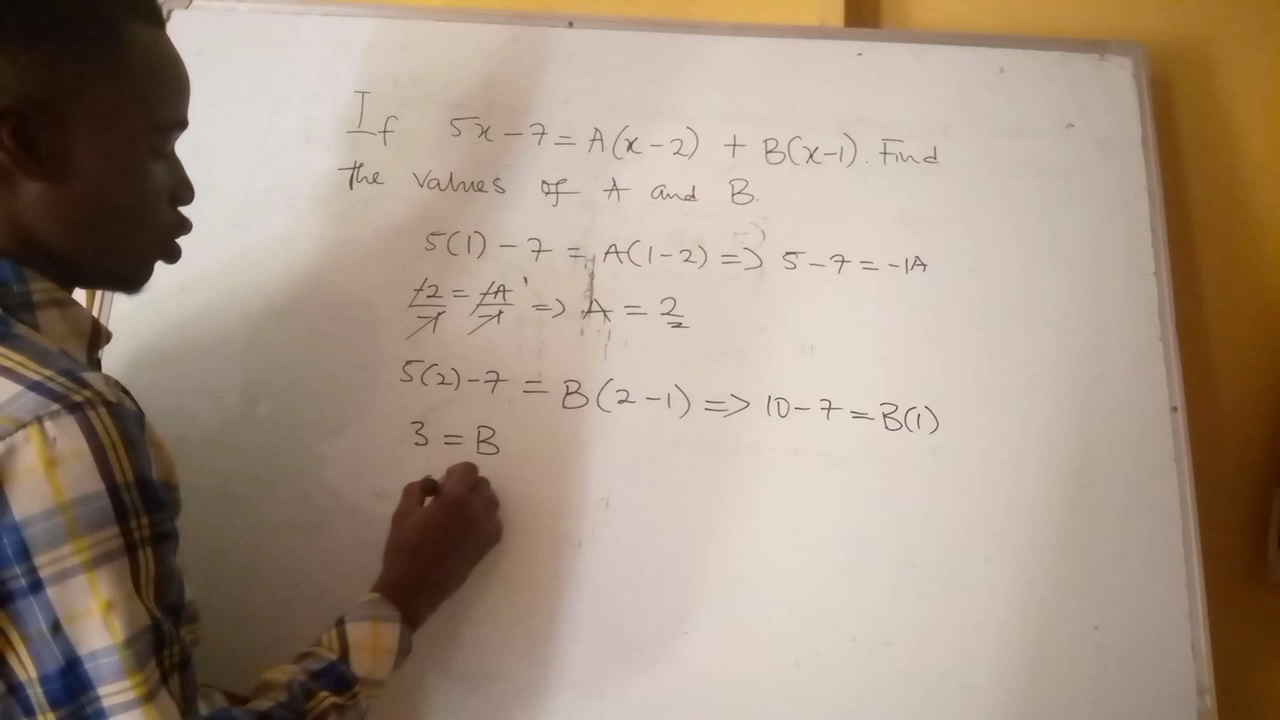 If 5x - 7 = A(x - 2) + B(x-1). Find
the values of A and B.
5(1) - 7 = A(1-2) => 5-7 = -1A
-2/-1 = -1A/-1 => A = 2
5(2)-7 = B(2-1) => 10-7 = B(1)
3 = B